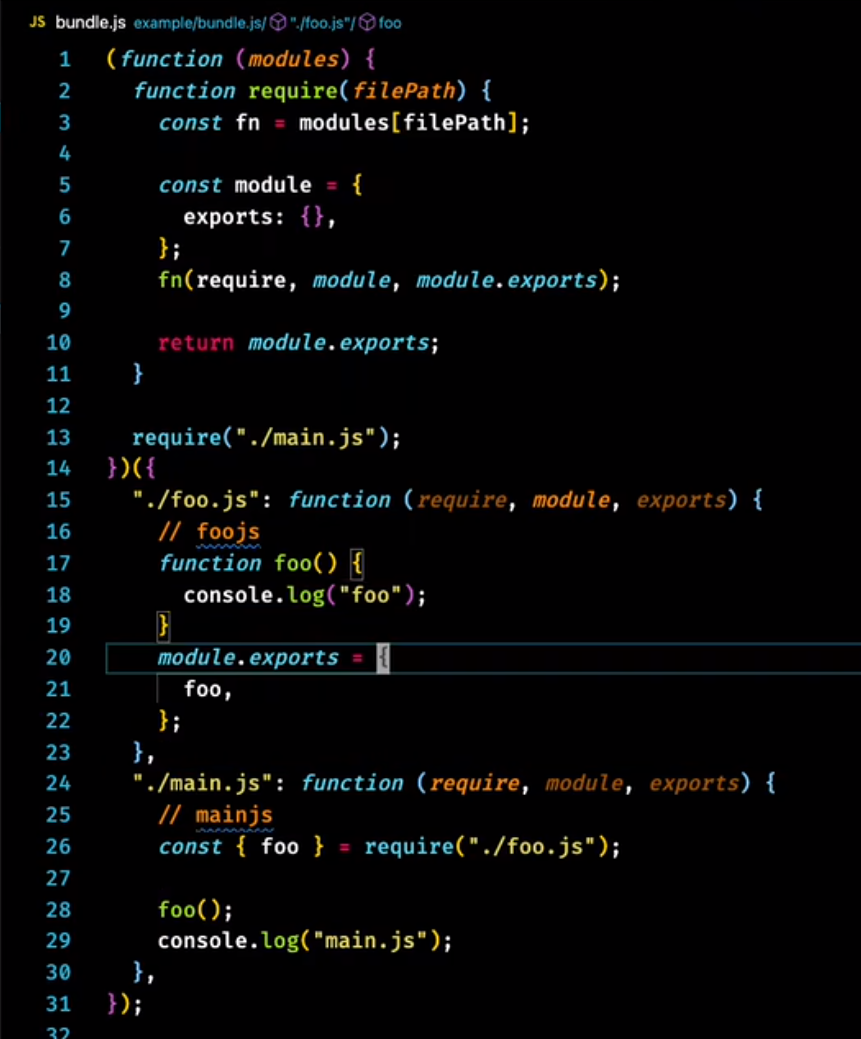 JS bundle.js example/bundle.js/ "./foo.js"/ foo
1 (function (modules) {
2 function require(filePath) {
3 const fn = modules[filePath];
4
5 const module = {
6 exports: {},
7 };
8 fn(require, module, module.exports);
9
10 return module.exports;
11 }
12
13 require("./main.js");
14 })({
15 "./foo.js": function (require, module, exports) {
16 // foojs
17 function foo() {
18 console.log("foo");
19 }
20 module.exports = {
21 foo,
22 };
23 },
24 "./main.js": function (require, module, exports) {
25 // mainjs
26 const { foo } = require("./foo.js");
27
28 foo();
29 console.log("main.js");
30 },
31 });
32